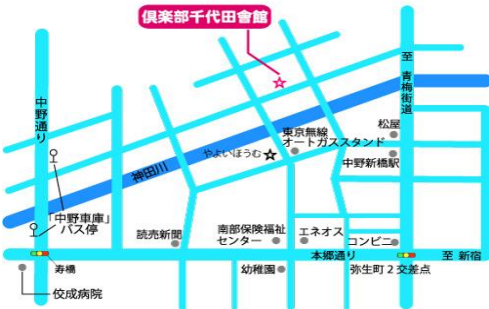 倶楽部千代田會館
至 青梅街道
中野通り
松屋
東京無線
オートガススタンド
やよいほうむ
中野新橋駅
神田川
「中野車庫」
バス停
読売新聞
南部保険福祉
センター
エネオス
コンビニ
本郷通り
至 新宿
寿橋
幼稚園
弥生町2交差点
佼成病院